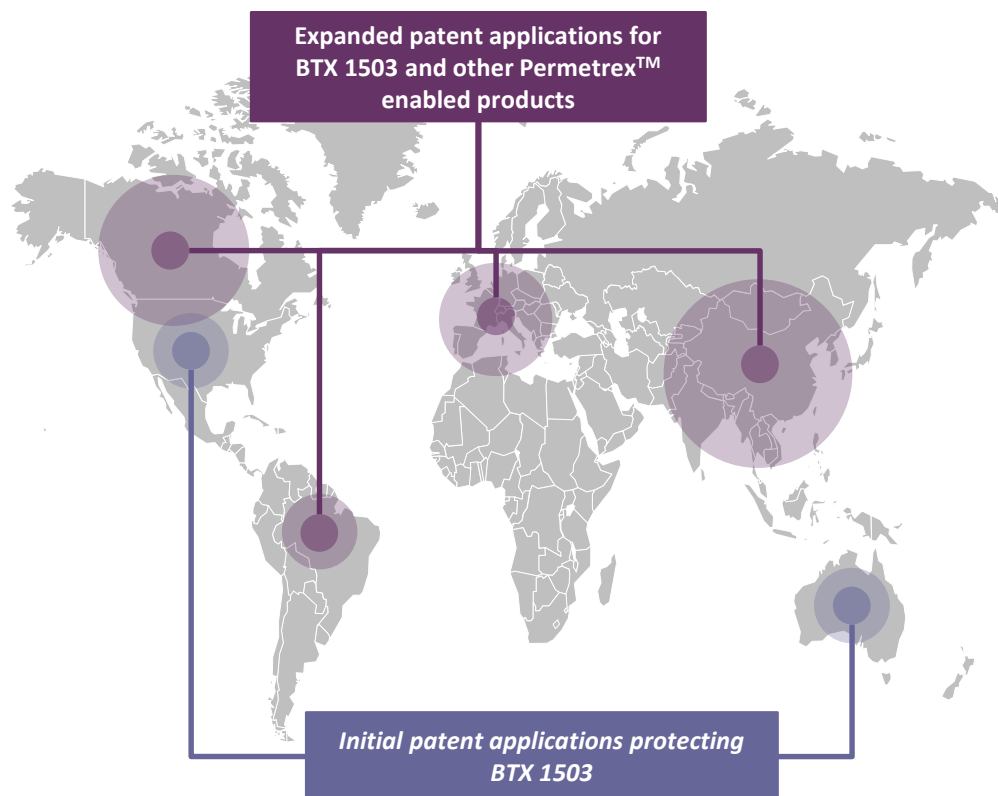 Expanded patent applications for
BTX 1503 and other Permetrex™
enabled products
Initial patent applications protecting
BTX 1503